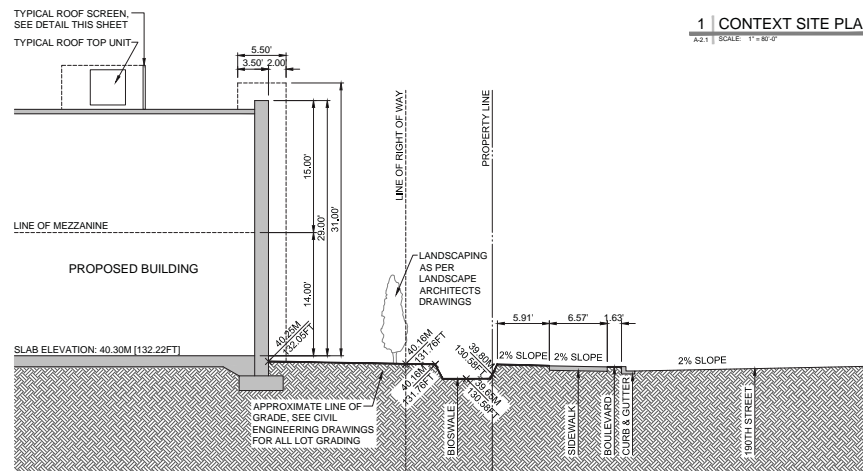 TYPICAL ROOF SCREEN,
SEE DETAIL THIS SHEET
TYPICAL ROOF TOP UNIT
5.50'
3.50' 2.00'
1 CONTEXT SITE PLA
A-2.1 SCALE: 1" = 80'-0"
LINE OF RIGHT OF WAY
PROPERTY LINE
15.00'
29.00'
31.00'
14.00'
LINE OF MEZZANINE
PROPOSED BUILDING
LANDSCAPING
AS PER
LANDSCAPE
ARCHITECTS
DRAWINGS
SLAB ELEVATION: 40.30M [132.22FT]
40.25M
132.05FT
40.16M
131.76FT
40.16M
131.76FT
39.80M
130.58FT
39.65M
130.58FT
5.91' 6.57' 1.63'
2% SLOPE 2% SLOPE 2% SLOPE
APPROXIMATE LINE OF
GRADE, SEE CIVIL
ENGINEERING DRAWINGS
FOR ALL LOT GRADING
BIOSWALE
SIDEWALK
BOULEVARD
CURB & GUTTER
190TH STREET